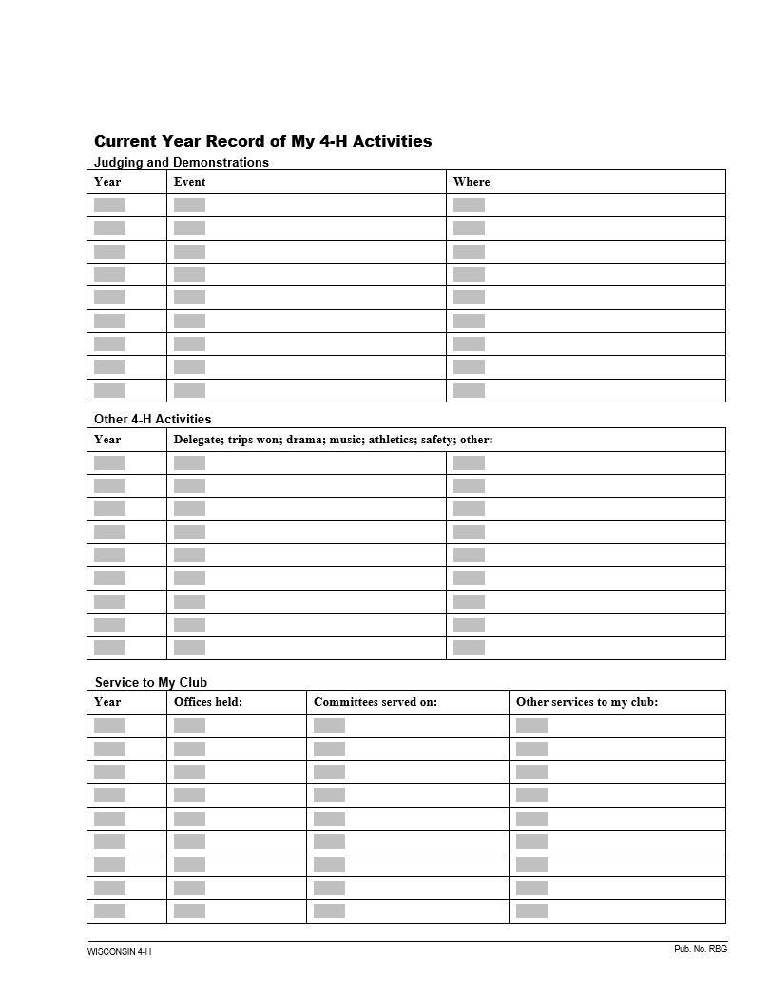 Current Year Record of My 4-H Activities
Judging and Demonstrations
Year Event Where
Other 4-H Activities
Year Delegate; trips won; drama; music; athletics; safety; other:
Service to My Club
Year Offices held: Committees served on: Other services to my club:
WISCONSIN 4-H Pub. No. RBG